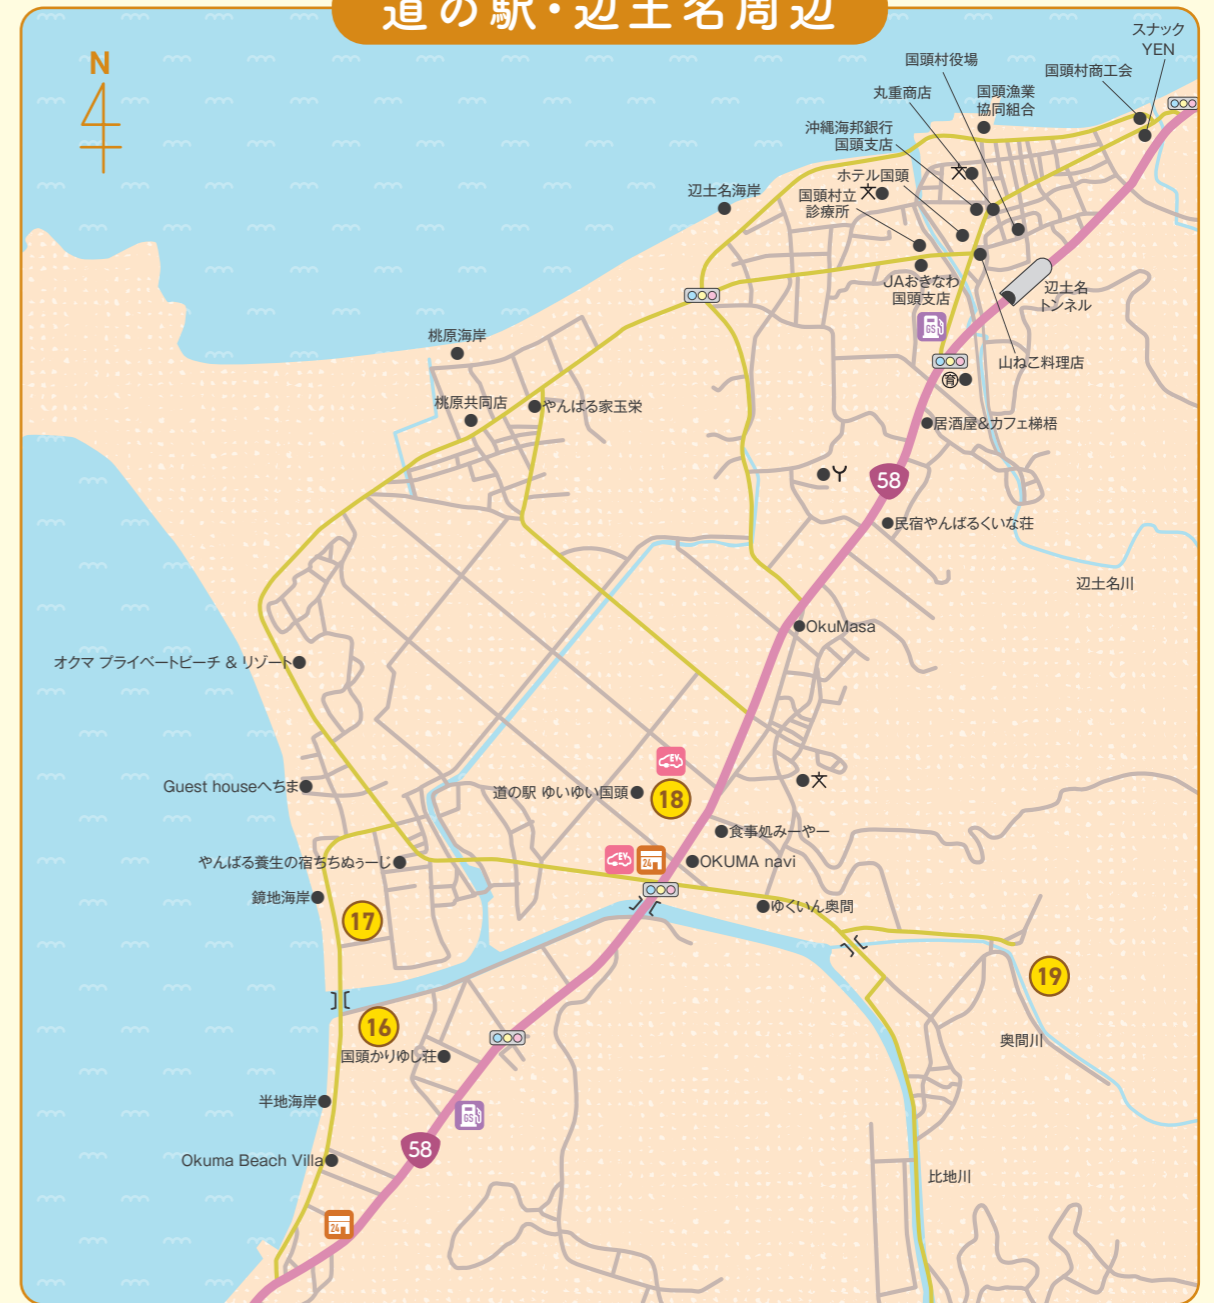 道の駅・辺土名周辺
N
スナック
YEN
国頭村役場
国頭村商工会
丸重商店
国頭漁業
協同組合
沖縄海邦銀行
国頭支店
ホテル国頭
辺土名海岸
国頭村立
診療所
文
文
JAおきなわ
国頭支店
辺土名
トンネル
GS
桃原海岸
山ねこ料理店
育
桃原共同店
やんばる家玉栄
居酒屋&カフェ梯梧
58
民宿やんばるくいな荘
辺土名川
OkuMasa
オクマ プライベートビーチ & リゾート
EV
文
Guest houseへちま
道の駅 ゆいゆい国頭
18
食事処みーやー
やんばる養生の宿ちちぬぅーじ
EV
24
OKUMA navi
鏡地海岸
17
ゆくいん奥間
19
16
奥間川
国頭かりゆし荘
半地海岸
GS
58
Okuma Beach Villa
比地川
24